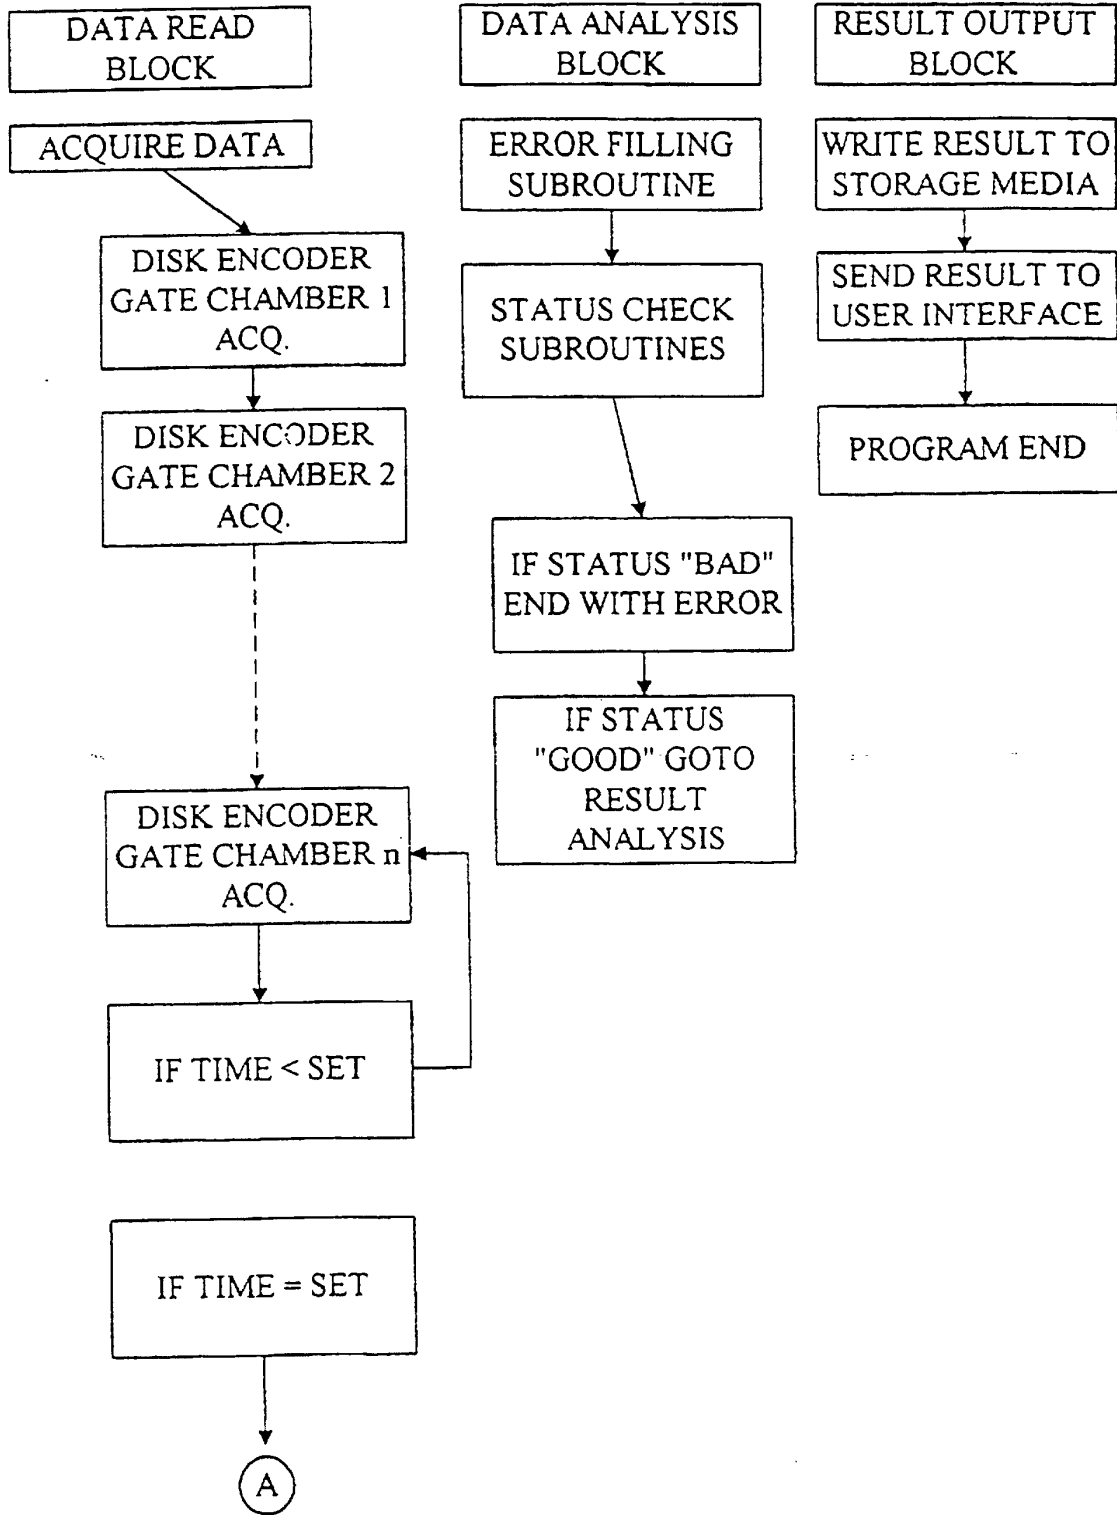 DATA READ
BLOCK
ACQUIRE DATA
DISK ENCODER
GATE CHAMBER 1
ACQ.
DISK ENCODER
GATE CHAMBER 2
ACQ.
DISK ENCODER
GATE CHAMBER n
ACQ.
IF TIME < SET
IF TIME = SET
A
DATA ANALYSIS
BLOCK
ERROR FILLING
SUBROUTINE
STATUS CHECK
SUBROUTINES
IF STATUS "BAD"
END WITH ERROR
IF STATUS
"GOOD" GOTO
RESULT
ANALYSIS
RESULT OUTPUT
BLOCK
WRITE RESULT TO
STORAGE MEDIA
SEND RESULT TO
USER INTERFACE
PROGRAM END